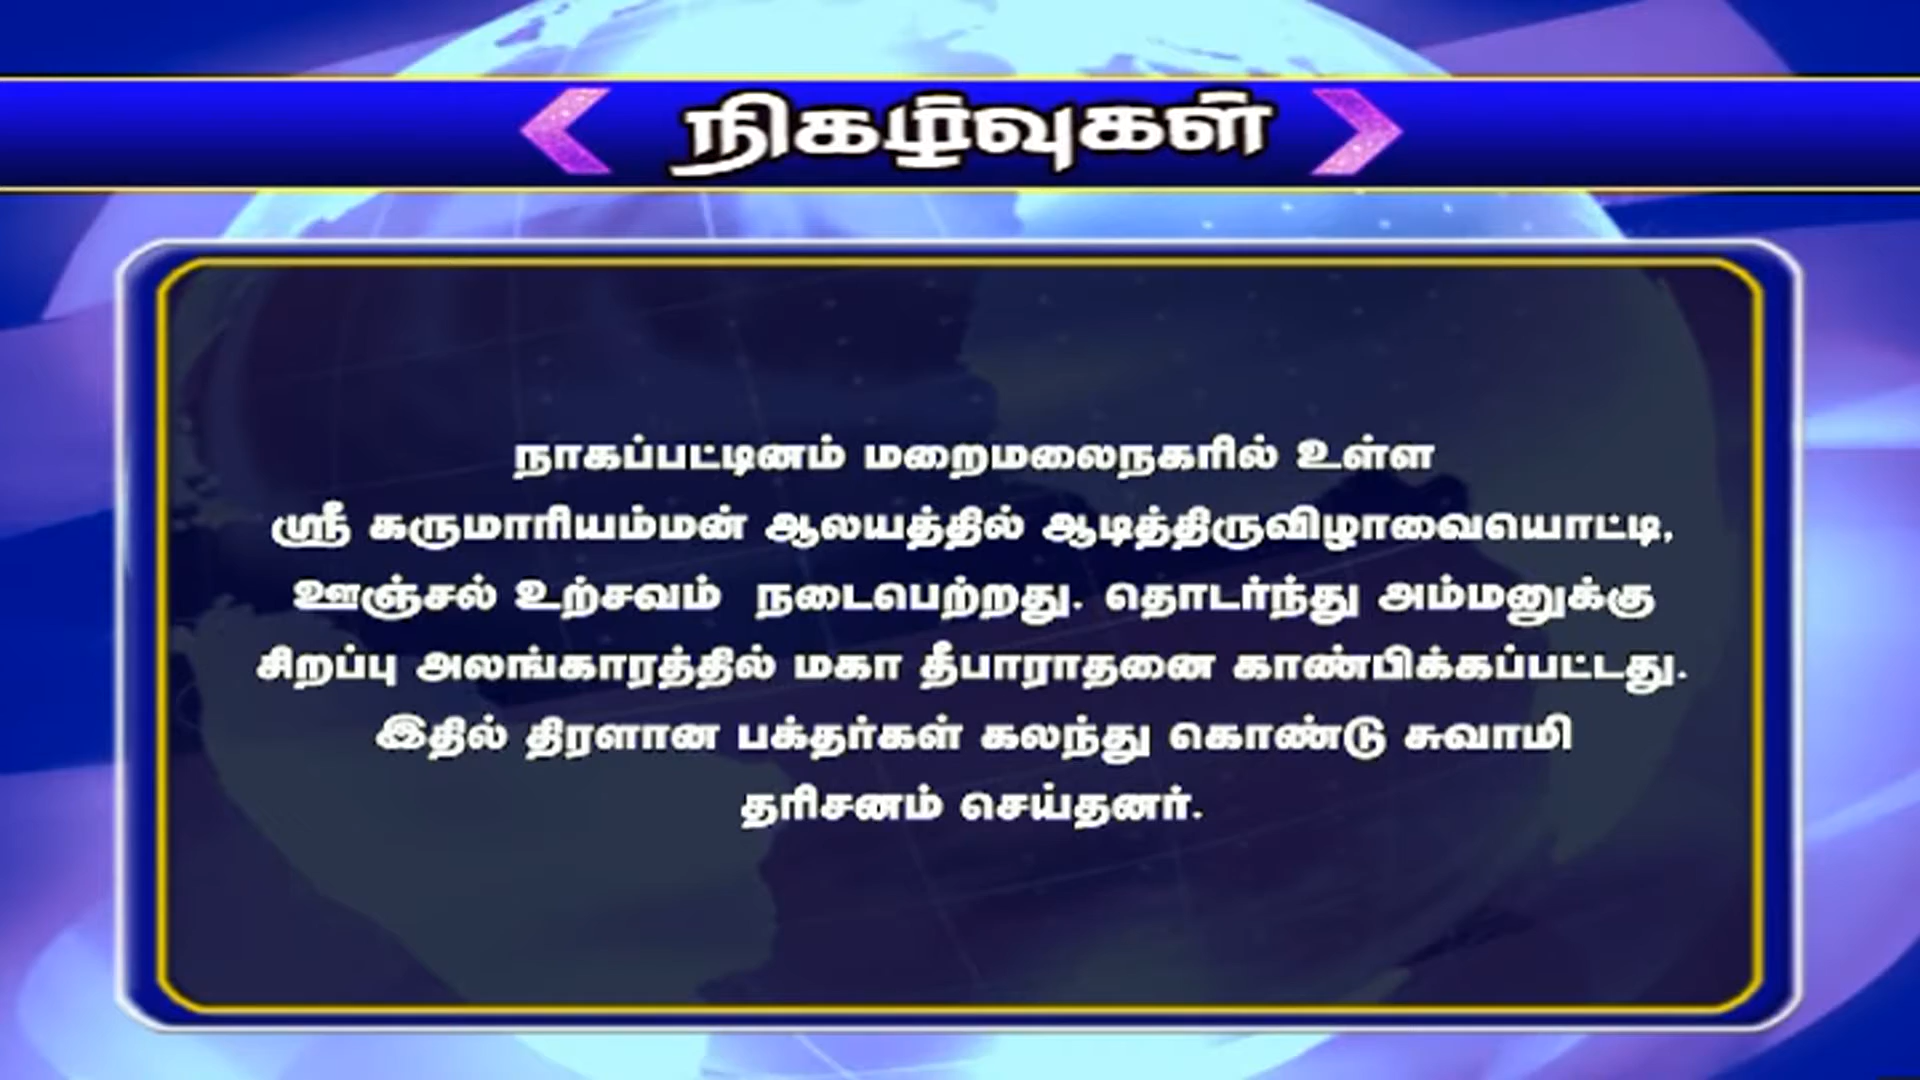 நிகழ்வுகள்
நாகப்பட்டினம் மறைமலைநகரில் உள்ள
ஸ்ரீ கருமாரியம்மன் ஆலயத்தில் ஆடித்திருவிழாவையொட்டி,
ஊஞ்சல் உற்சவம் நடைபெற்றது. தொடர்ந்து அம்மனுக்கு
சிறப்பு அலங்காரத்தில் மகா தீபாராதனை காண்பிக்கப்பட்டது.
இதில் திரளான பக்தர்கள் கலந்து கொண்டு சுவாமி
தரிசனம் செய்தனர்.